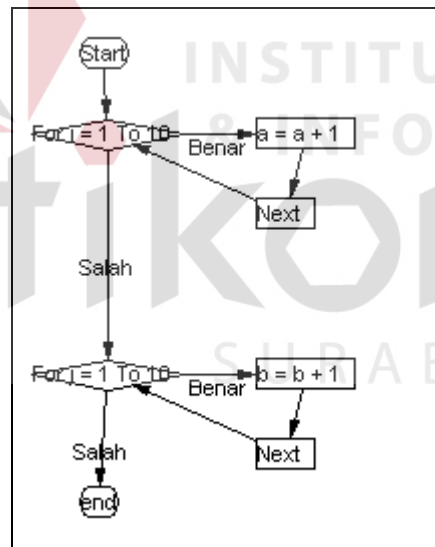 Start
For i = 1 To 10
Benar
a = a + 1
Next
Salah
For i = 1 To 10
Benar
b = b + 1
Next
Salah
end
INSTITU
& INFO
tikom
SURAB